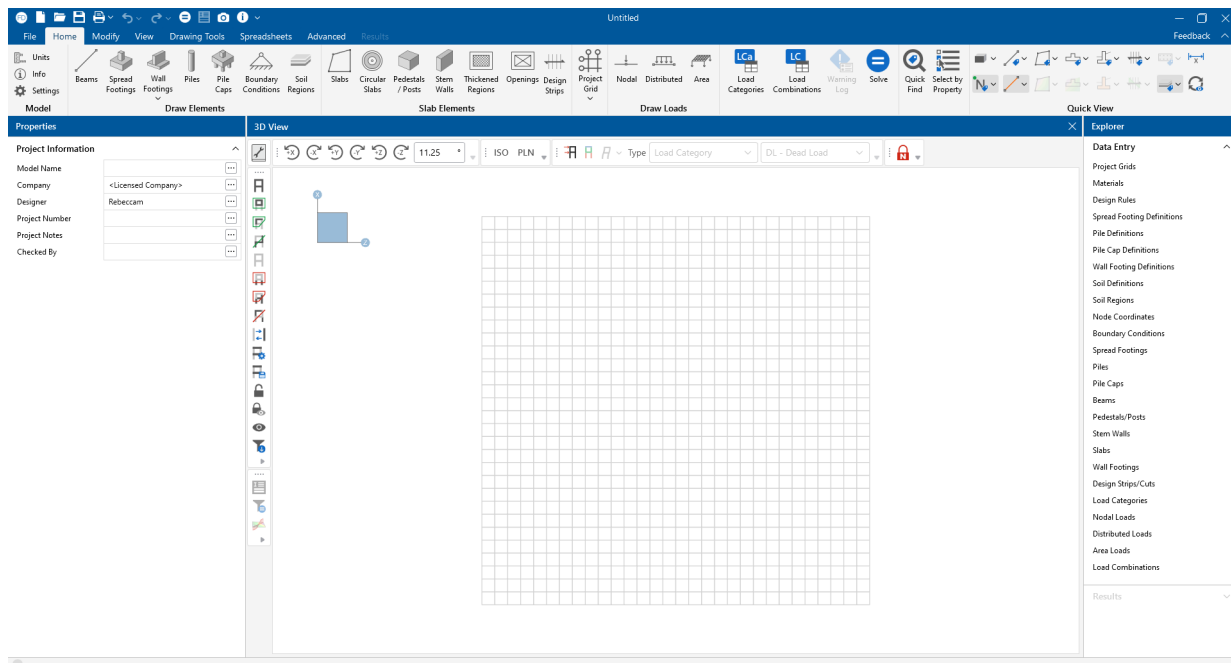 FD
Untitled
File Home Modify View Drawing Tools Spreadsheets Advanced Results
Feedback
Units
Info
Settings
Model
Beams
Spread Footings
Wall Footings
Piles
Pile Caps
Boundary Conditions
Soil Regions
Draw Elements
Slabs
Circular Slabs
Pedestals / Posts
Stem Walls
Thickened Regions
Openings
Design Strips
Slab Elements
Project Grid
Nodal
Distributed
Area
Draw Loads
LCa
Load Categories
LC
Load Combinations
Warning Log
Solve
Quick Find
Select by Property
Quick View
Properties
Project Information
Model Name
Company <Licensed Company>
Designer Rebeccam
Project Number
Project Notes
Checked By
3D View
+X -X +Y -Y +Z -Z 11.25 °
ISO PLN
Type Load Category DL - Dead Load
N
X
Z
Explorer
Data Entry
Project Grids
Materials
Design Rules
Spread Footing Definitions
Pile Definitions
Pile Cap Definitions
Wall Footing Definitions
Soil Definitions
Soil Regions
Node Coordinates
Boundary Conditions
Spread Footings
Piles
Pile Caps
Beams
Pedestals/Posts
Stem Walls
Slabs
Wall Footings
Design Strips/Cuts
Load Categories
Nodal Loads
Distributed Loads
Area Loads
Load Combinations
Results